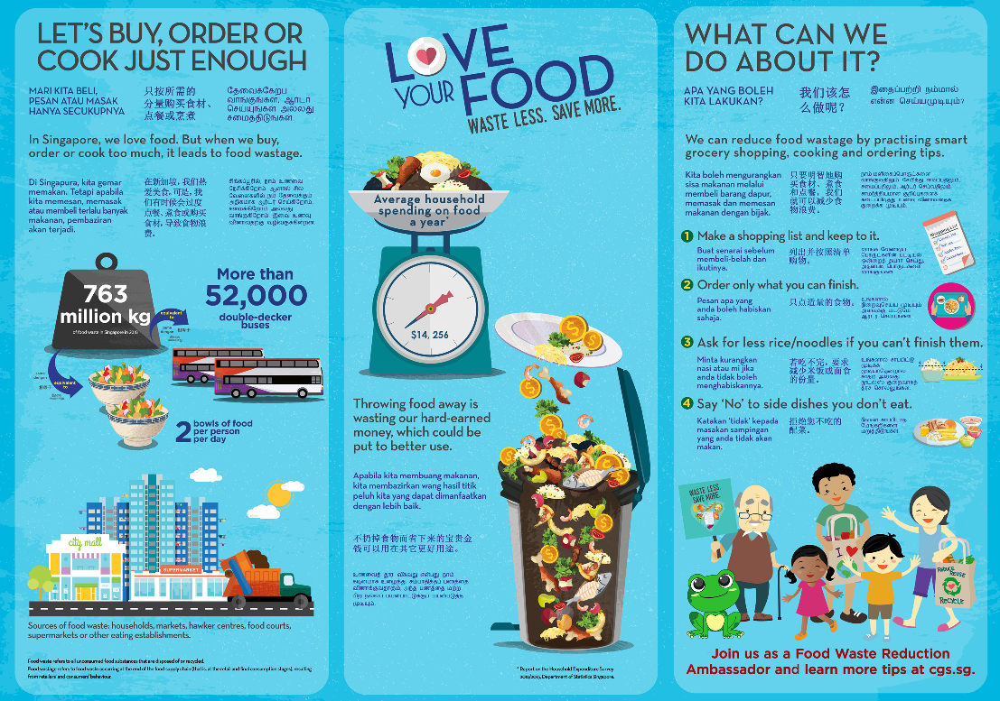 LET'S BUY, ORDER OR
COOK JUST ENOUGH
MARI KITA BELI,
PESAN ATAU MASAK
HANYA SECUKUPNYA
只按所需的
分量购买食材、
点餐或烹煮
தேவைக்கேற்ப
வாங்குங்கள், ஆர்டர்
செய்யுங்கள் அல்லது
சமைத்திடுங்கள்.
In Singapore, we love food. But when we buy,
order or cook too much, it leads to food wastage.
Di Singapura, kita gemar
memakan. Tetapi apabila
kita memesan, memasak
atau membeli terlalu banyak
makanan, pembaziran
akan terjadi.
在新加坡，我们热
爱美食，可是，我
们有时候会过度
点餐、煮食或购买
食材，导致食物浪
费。
763
million kg
of food waste in Singapore in 2018
equivalent
to
More than
52,000
double-decker
buses
equivalent
to
2 bowls of food
per person
per day
city mall
SUPERMARKET
Sources of food waste: households, markets, hawker centres, food courts,
supermarkets or other eating establishments.
Food waste refers to all unconsumed food substances that are disposed of or recycled.
Food wastage refers to food waste occurring at the end of the food supply chain (that is, at the retail and final consumption stages), resulting
from retailers' and consumers' behaviour.
LOVE
YOUR FOOD
WASTE LESS. SAVE MORE.
Average household
spending on food
a year*
$14, 256
Throwing food away is
wasting our hard-earned
money, which could be
put to better use.
Apabila kita membuang makanan,
kita membazirkan wang hasil titik
peluh kita yang dapat dimanfaatkan
dengan lebih baik.
不扔掉食物而省下来的宝贵金
钱可以用在其它更好用途。
* Report on the Household Expenditure Survey
2012/2013, Department of Statistics Singapore.
WHAT CAN WE
DO ABOUT IT?
APA YANG BOLEH
KITA LAKUKAN?
我们该怎
么做呢？
இதைப்பற்றி நம்மால்
என்ன செய்யமுடியும்?
We can reduce food wastage by practising smart
grocery shopping, cooking and ordering tips.
Kita boleh mengurangkan
sisa makanan melalui
membeli barang dapur,
memasak dan memesan
makanan dengan bijak.
只要明智地购
买食材、煮食
和点餐，我们
就可以减少食
物浪费。
1 Make a shopping list and keep to it.
Buat senarai sebelum
membeli-belah dan
ikutinya.
列出并按照清单
购物。
Shopping List
2 Order only what you can finish.
Pesan apa yang
anda boleh habiskan
sahaja.
只点适量的食物。
3 Ask for less rice/noodles if you can't finish them.
Minta kurangkan
nasi atau mi jika
anda tidak boleh
menghabiskannya.
若吃不完，要求
减少米饭或面食
的份量。
4 Say 'No' to side dishes you don't eat.
Katakan 'tidak' kepada
masakan sampingan
yang anda tidak akan
makan.
拒绝您不吃的
配菜。
WASTE LESS.
SAVE MORE.
I
REDUCE
REUSE
RECYCLE
Join us as a Food Waste Reduction
Ambassador and learn more tips at cgs.sg.